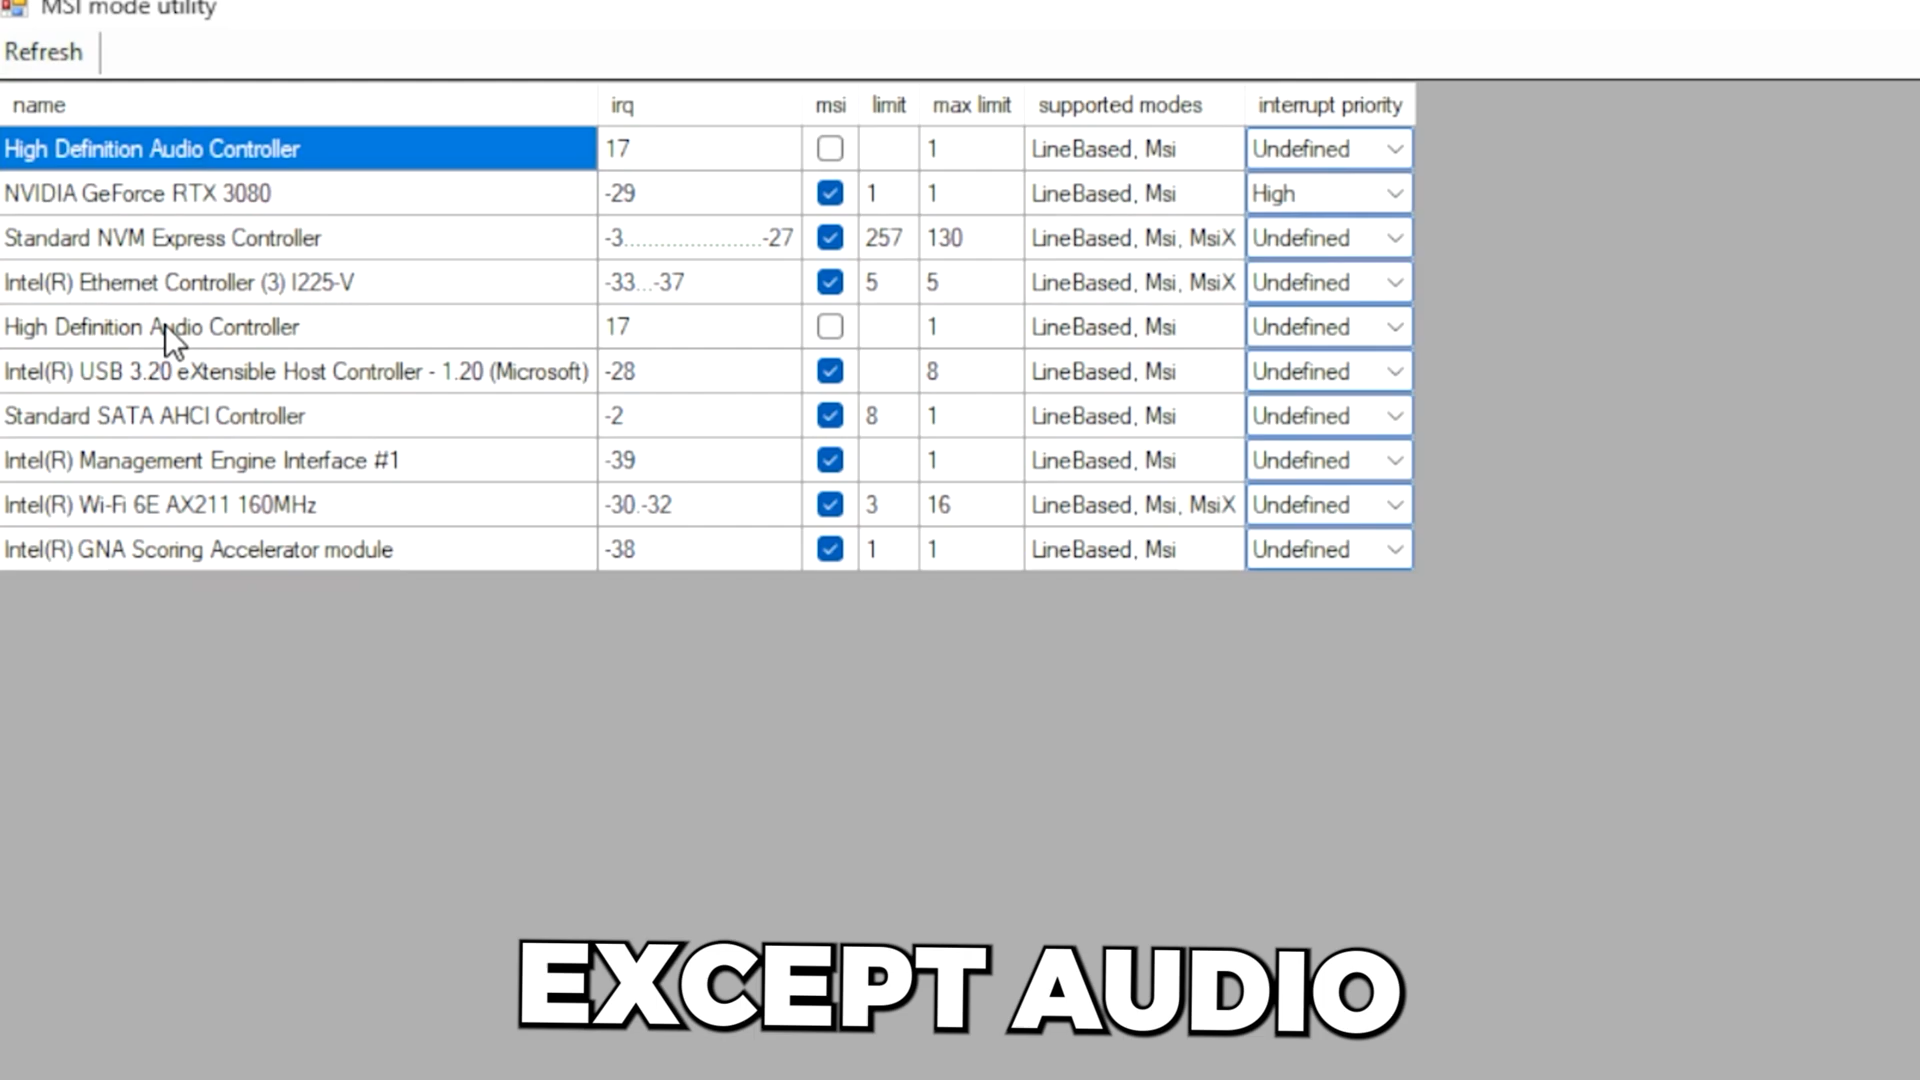 MSI mode utility
Refresh
name irq msi limit max limit supported modes interrupt priority
High Definition Audio Controller 17 1 LineBased, Msi Undefined
NVIDIA GeForce RTX 3080 -29 1 1 LineBased, Msi High
Standard NVM Express Controller -3......................-27 257 130 LineBased, Msi, MsiX Undefined
Intel(R) Ethernet Controller (3) I225-V -33...-37 5 5 LineBased, Msi, MsiX Undefined
High Definition Audio Controller 17 1 LineBased, Msi Undefined
Intel(R) USB 3.20 eXtensible Host Controller - 1.20 (Microsoft) -28 8 LineBased, Msi Undefined
Standard SATA AHCI Controller -2 8 1 LineBased, Msi Undefined
Intel(R) Management Engine Interface #1 -39 1 LineBased, Msi Undefined
Intel(R) Wi-Fi 6E AX211 160MHz -30.-32 3 16 LineBased, Msi, MsiX Undefined
Intel(R) GNA Scoring Accelerator module -38 1 1 LineBased, Msi Undefined
EXCEPT AUDIO